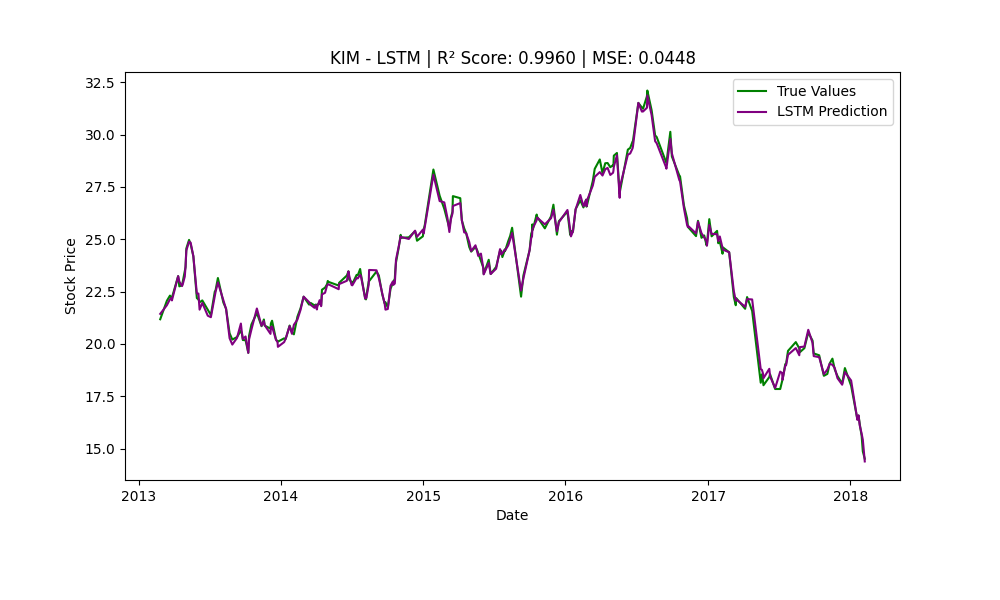 KIM - LSTM | R² Score: 0.9960 | MSE: 0.0448
True Values
LSTM Prediction
Stock Price
32.5
30.0
27.5
25.0
22.5
20.0
17.5
15.0
2013 2014 2015 2016 2017 2018
Date